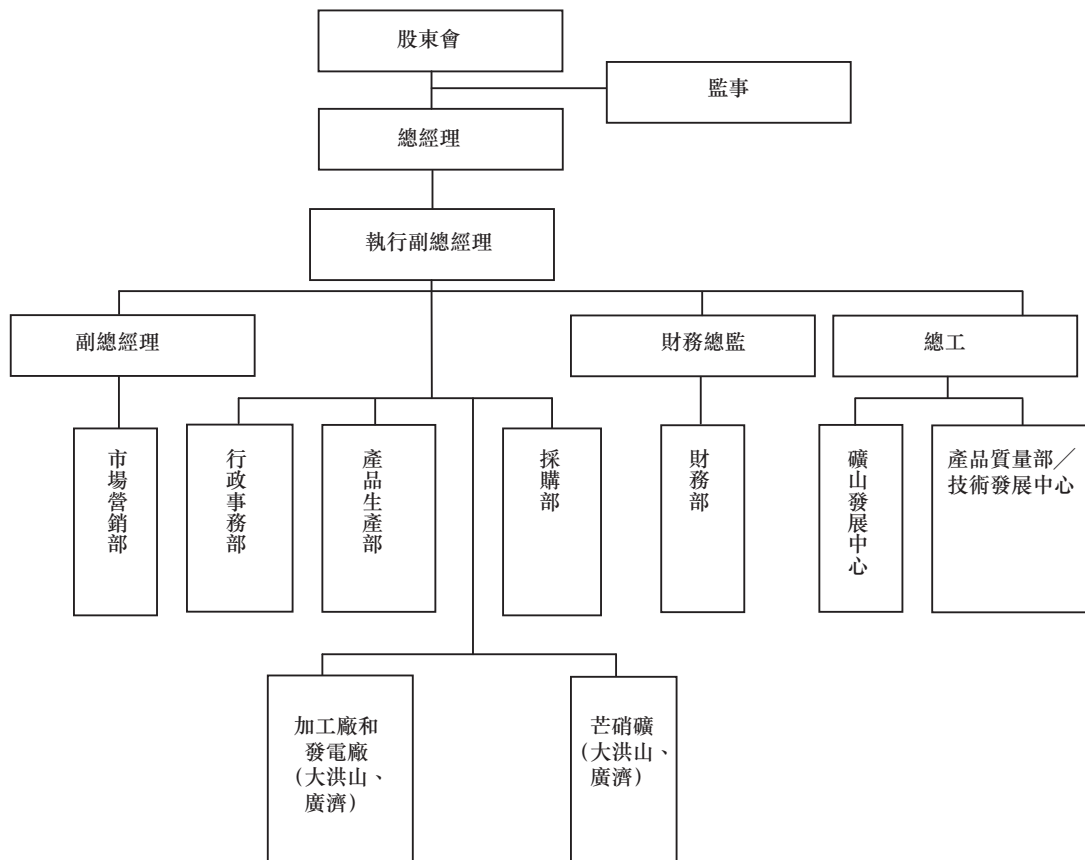 股東會
監事
總經理
執行副總經理
副總經理
財務總監
總工
市場營銷部
行政事務部
產品生產部
採購部
財務部
礦山發展中心
產品質量部╱
技術發展中心
加工廠和
發電廠
(大洪山、
廣濟)
芒硝礦
(大洪山、
廣濟)